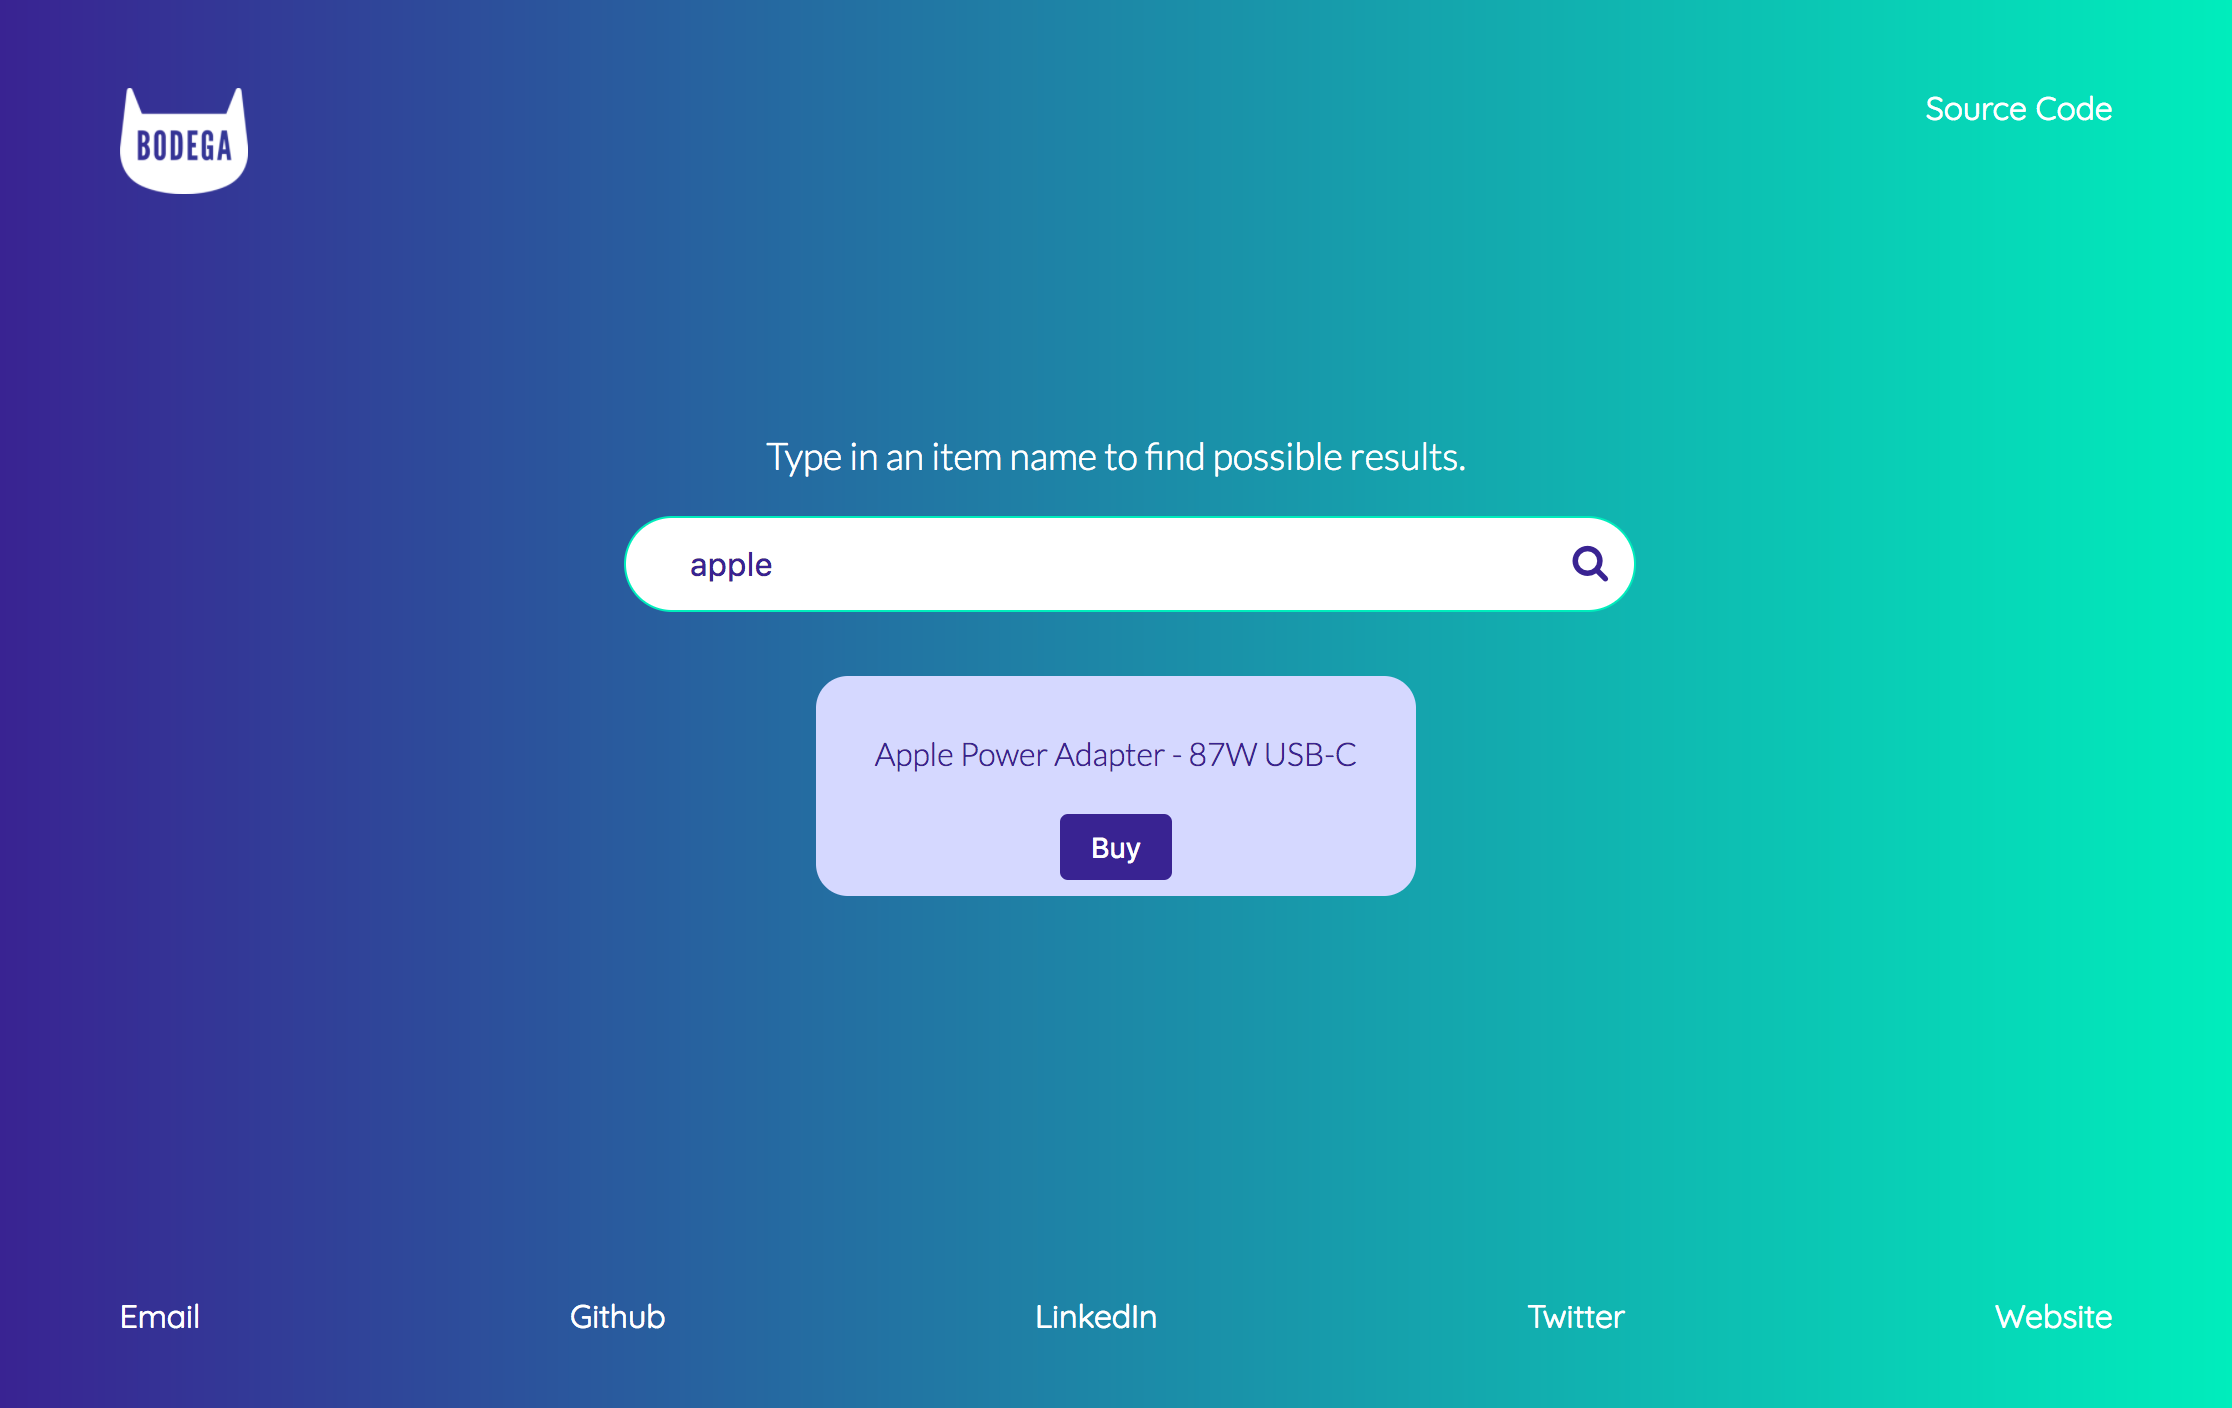 BODEGA
Source Code
Type in an item name to find possible results.
apple
Apple Power Adapter - 87W USB-C
Buy
Email
Github
LinkedIn
Twitter
Website